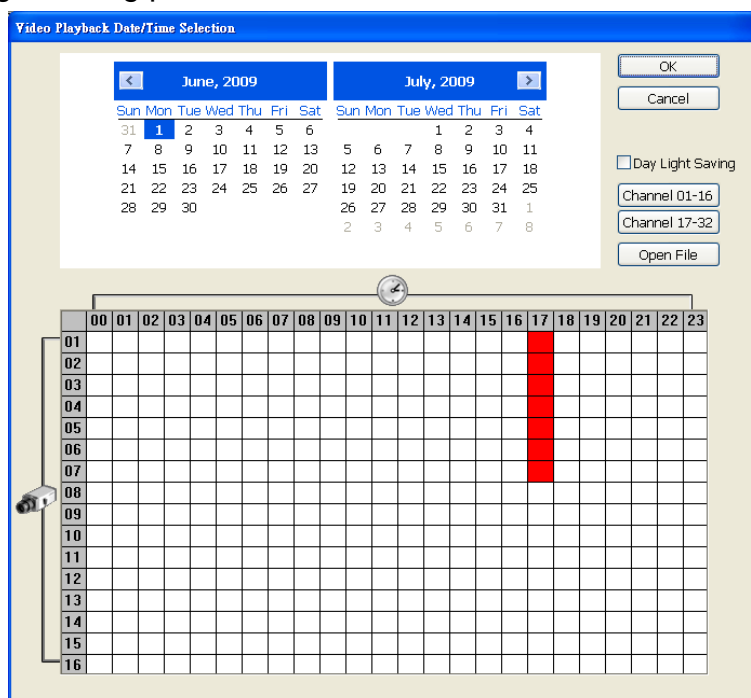 Video Playback Date/Time Selection
June, 2009
Sun Mon Tue Wed Thu Fri Sat
31 1 2 3 4 5 6
7 8 9 10 11 12 13
14 15 16 17 18 19 20
21 22 23 24 25 26 27
28 29 30
July, 2009
Sun Mon Tue Wed Thu Fri Sat
1 2 3 4
5 6 7 8 9 10 11
12 13 14 15 16 17 18
19 20 21 22 23 24 25
26 27 28 29 30 31 1
2 3 4 5 6 7 8
OK
Cancel
Day Light Saving
Channel 01-16
Channel 17-32
Open File
00 01 02 03 04 05 06 07 08 09 10 11 12 13 14 15 16 17 18 19 20 21 22 23
01
02
03
04
05
06
07
08
09
10
11
12
13
14
15
16